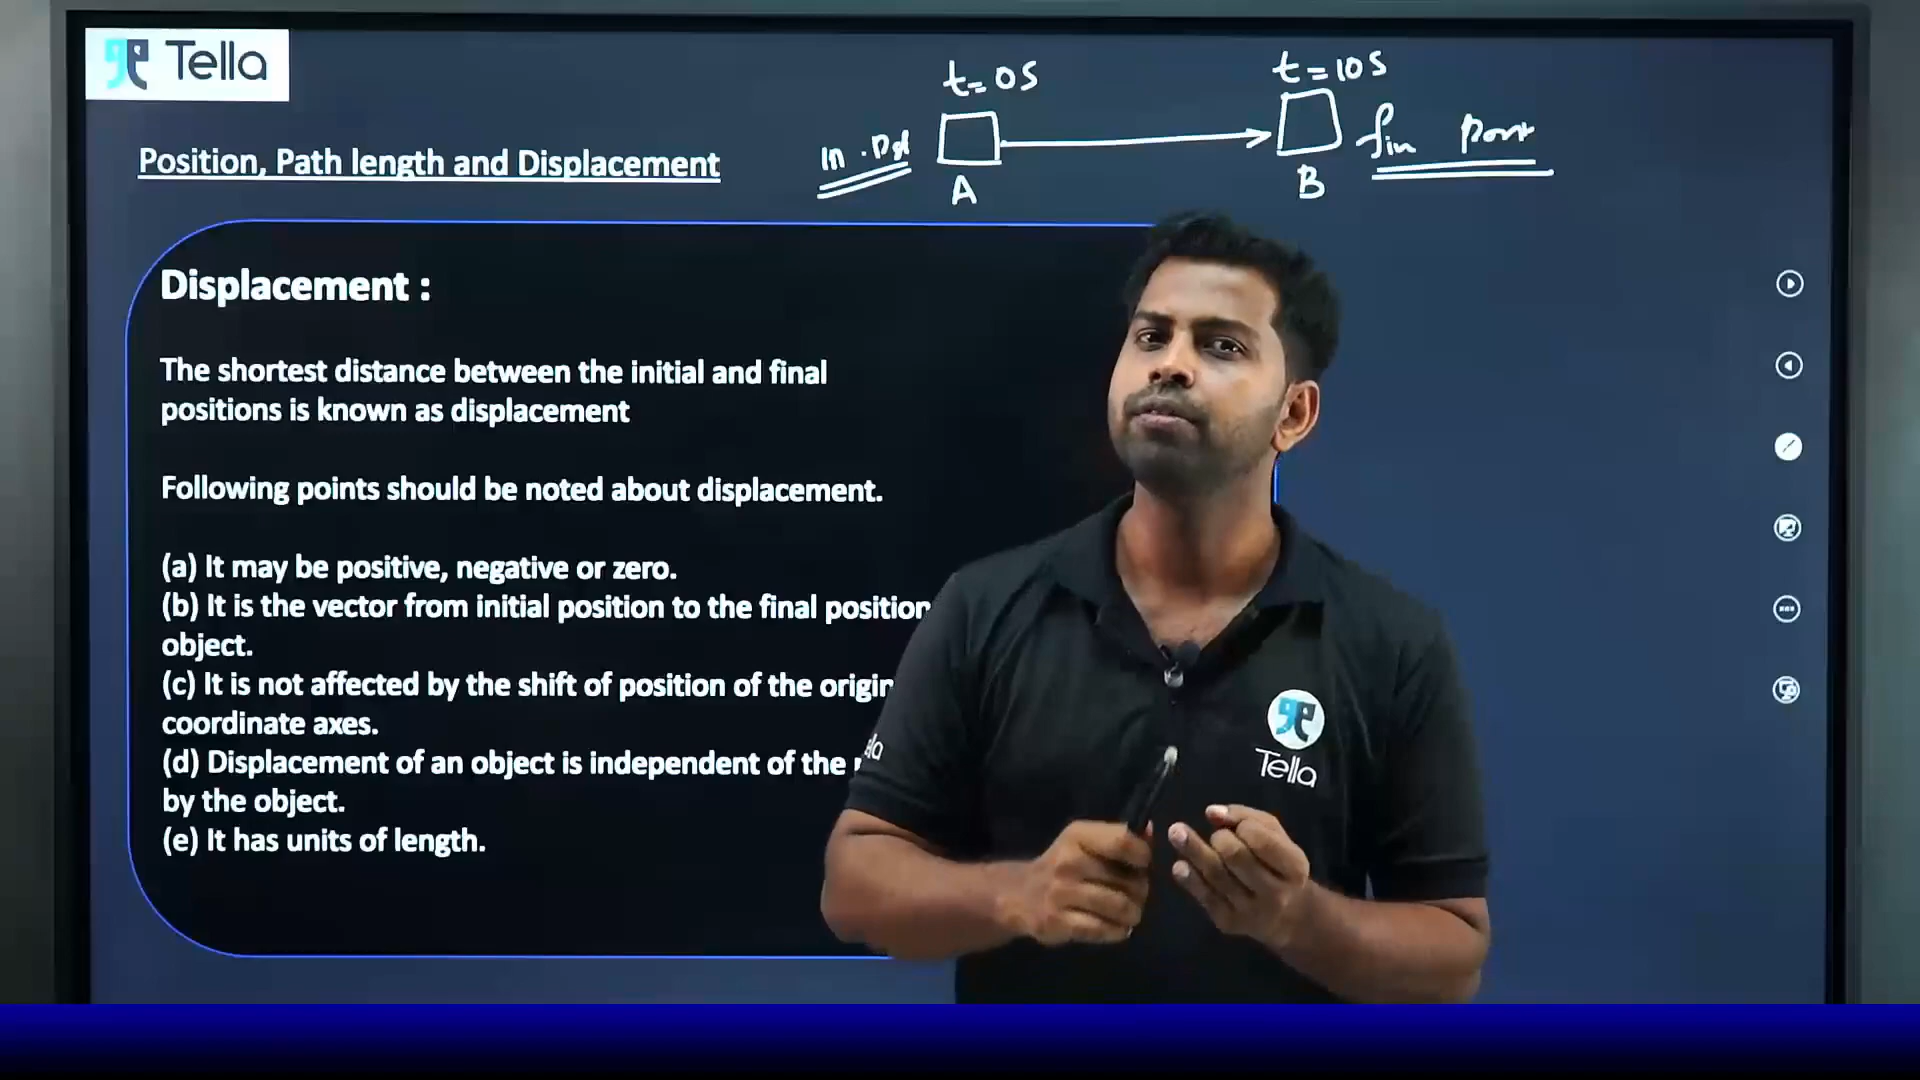 Tella
t=0s
t=10s
Position, Path length and Displacement
In.
fin
A
B
Displacement :
The shortest distance between the initial and final
positions is known as displacement
Following points should be noted about displacement.
(a) It may be positive, negative or zero.
(b) It is the vector from initial position to the final position
object.
(c) It is not affected by the shift of position of the origin
coordinate axes.
(d) Displacement of an object is independent of the
by the object.
(e) It has units of length.
Tella